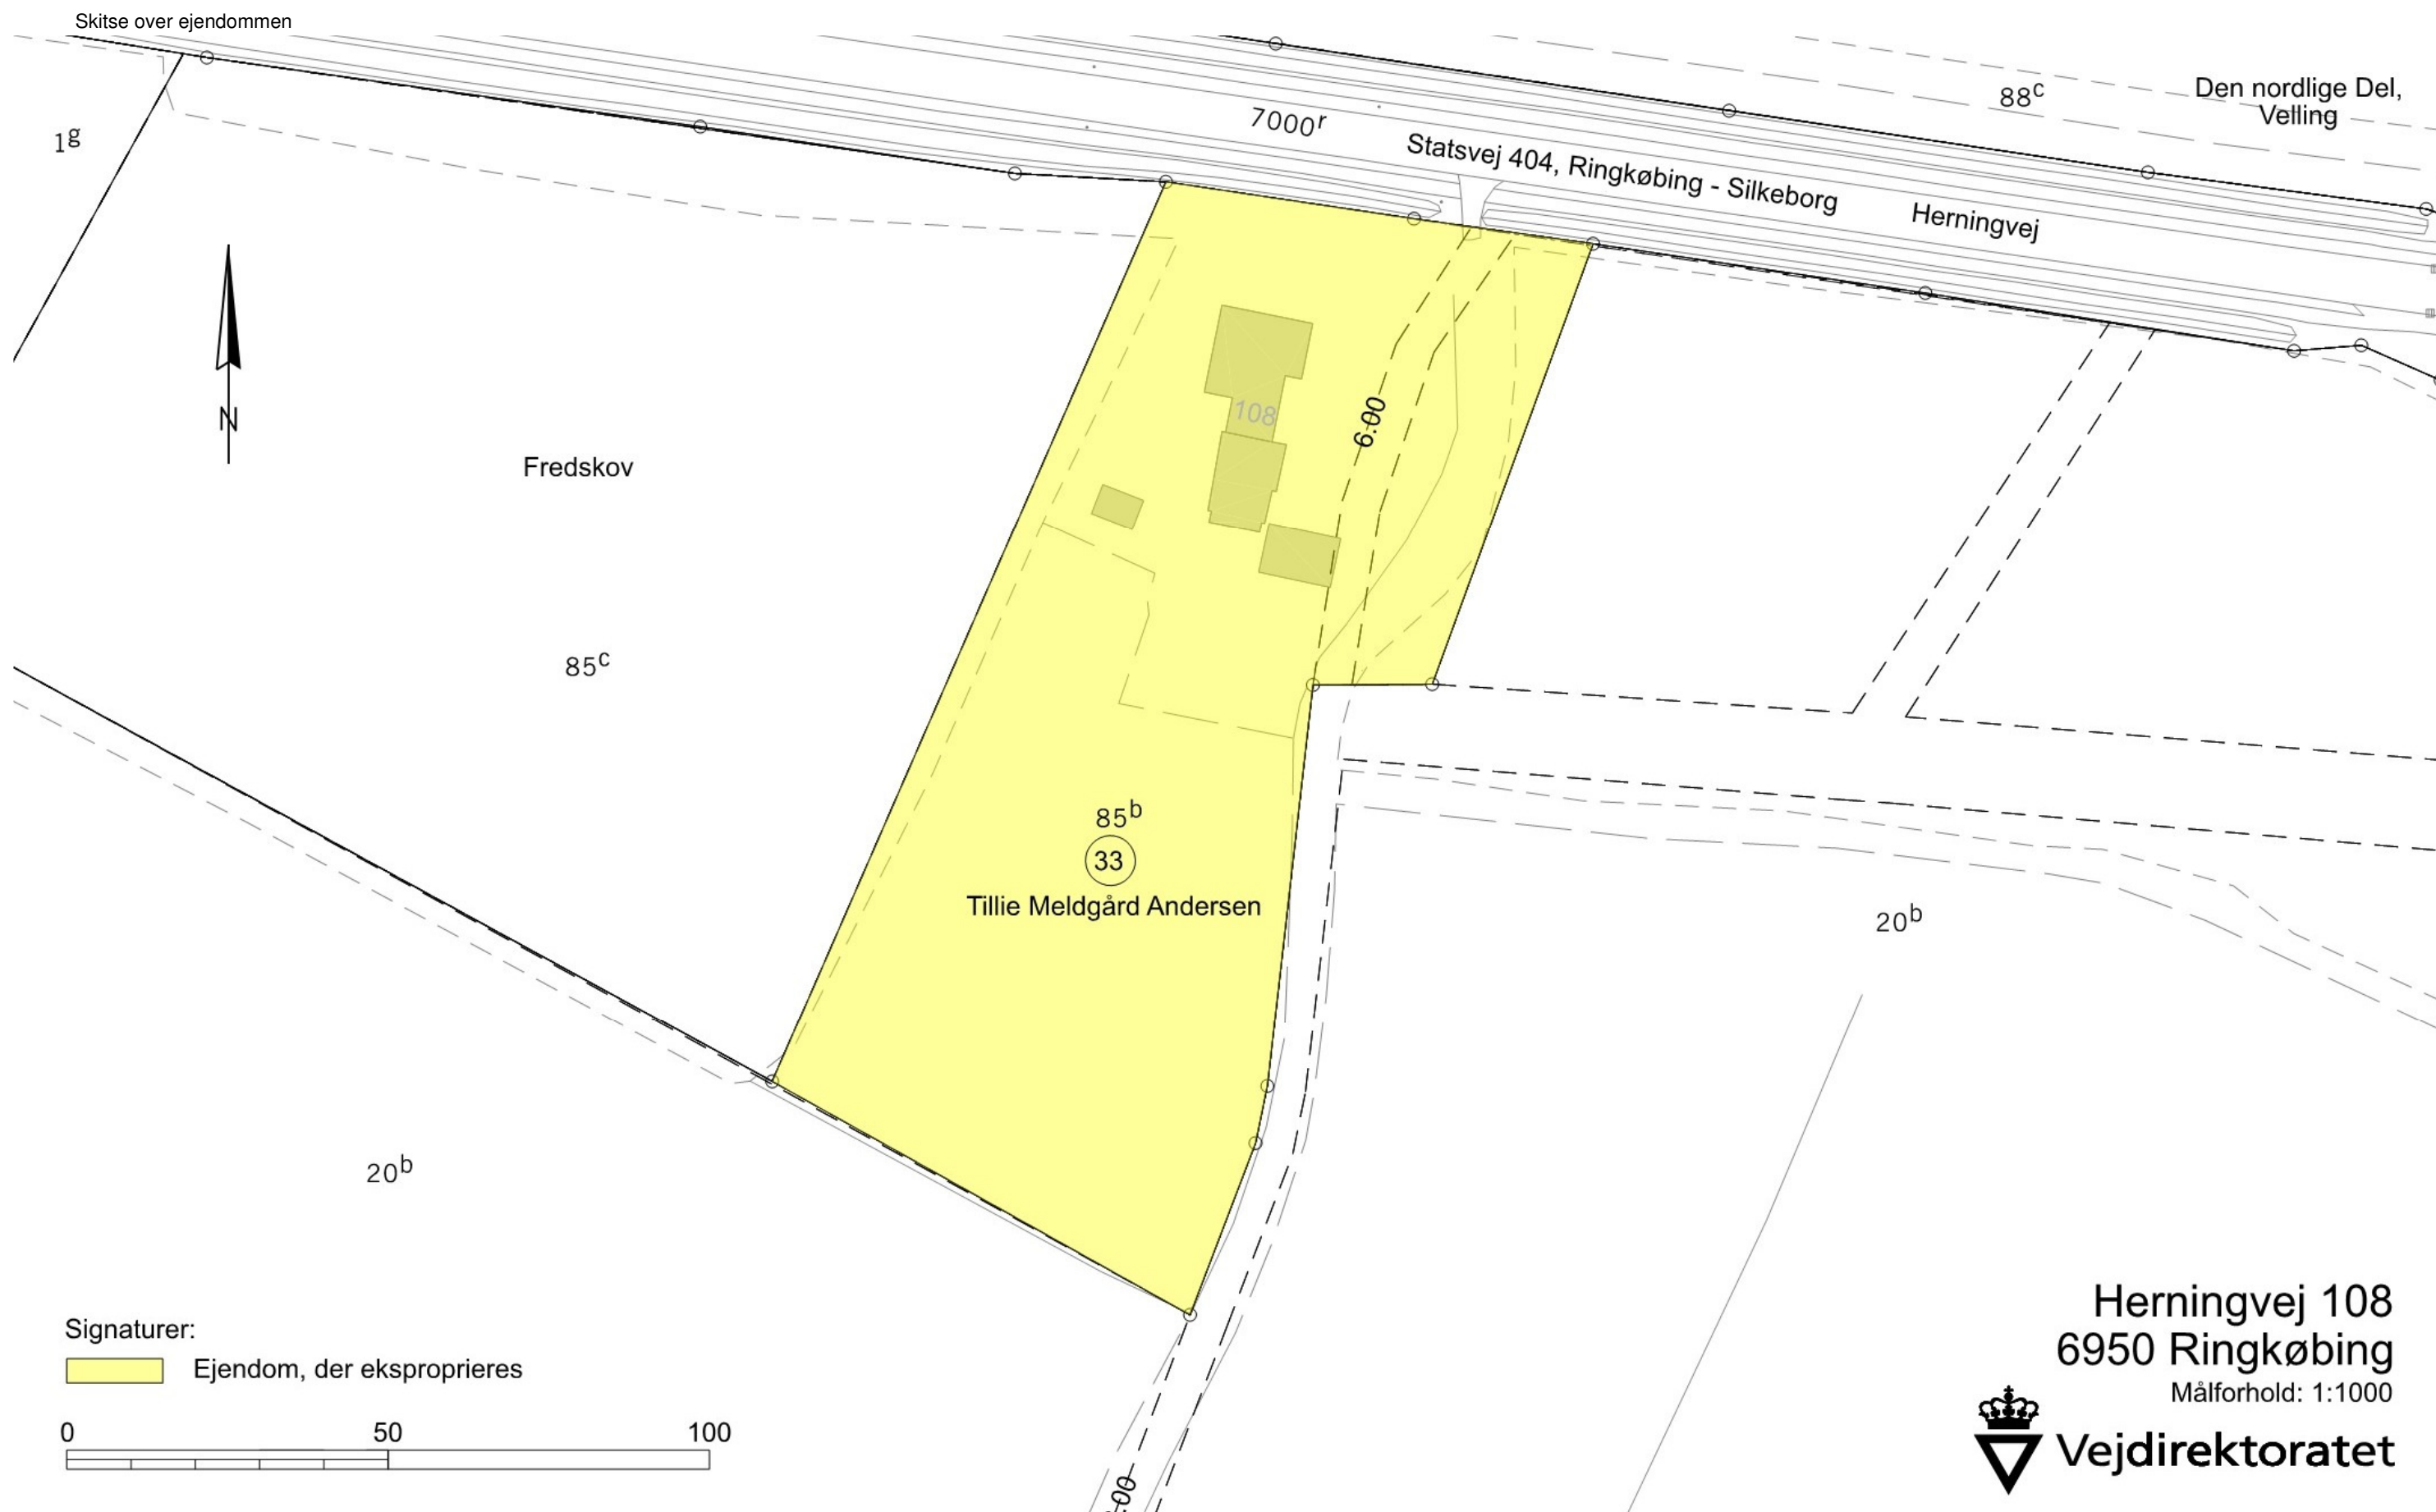 Skitse over ejendommen
88c
Den nordlige Del,
Velling
7000r
1g
Statsvej 404, Ringkøbing - Silkeborg
Herningvej
N
6.00
108
Fredskov
85c
85b
33
Tillie Meldgård Andersen
20b
20b
Herningvej 108
6950 Ringkøbing
Målforhold: 1:1000
Signaturer:
Ejendom, der eksproprieres
0 50 100
Vejdirektoratet